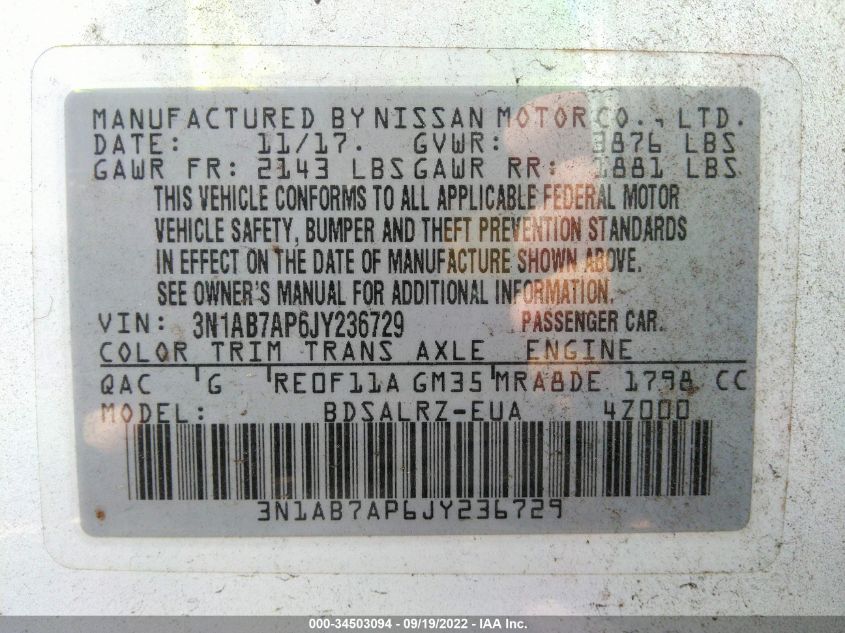 MANUFACTURED BY NISSAN MOTOR CO., LTD.
DATE: 11/17. GVWR: 3876 LBS
GAWR FR: 2143 LBS GAWR RR: 1881 LBS
THIS VEHICLE CONFORMS TO ALL APPLICABLE FEDERAL MOTOR
VEHICLE SAFETY, BUMPER AND THEFT PREVENTION STANDARDS
IN EFFECT ON THE DATE OF MANUFACTURE SHOWN ABOVE.
SEE OWNER'S MANUAL FOR ADDITIONAL INFORMATION.
VIN: 3N1AB7AP6JY236729 PASSENGER CAR.
COLOR TRIM TRANS AXLE ENGINE
QAC G RE0F11A GM35 MRA8DE 1798 CC
MODEL: BDSALRZ-EUA 4Z000
3N1AB7AP6JY236729
000-34503094 - 09/19/2022 - IAA Inc.